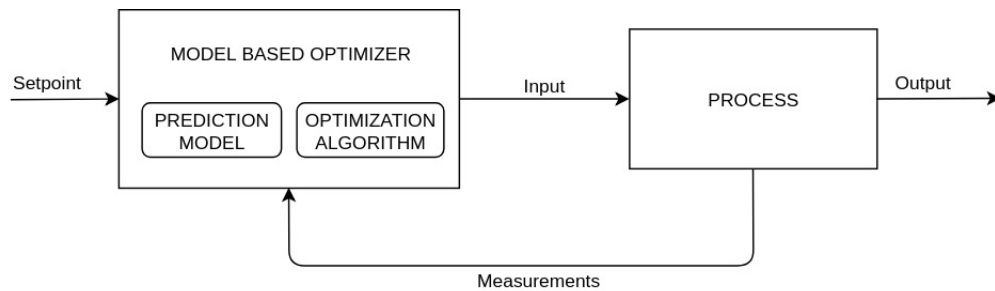 MODEL BASED OPTIMIZER
Setpoint
Input
Output
PROCESS
PREDICTION
MODEL
OPTIMIZATION
ALGORITHM
Measurements